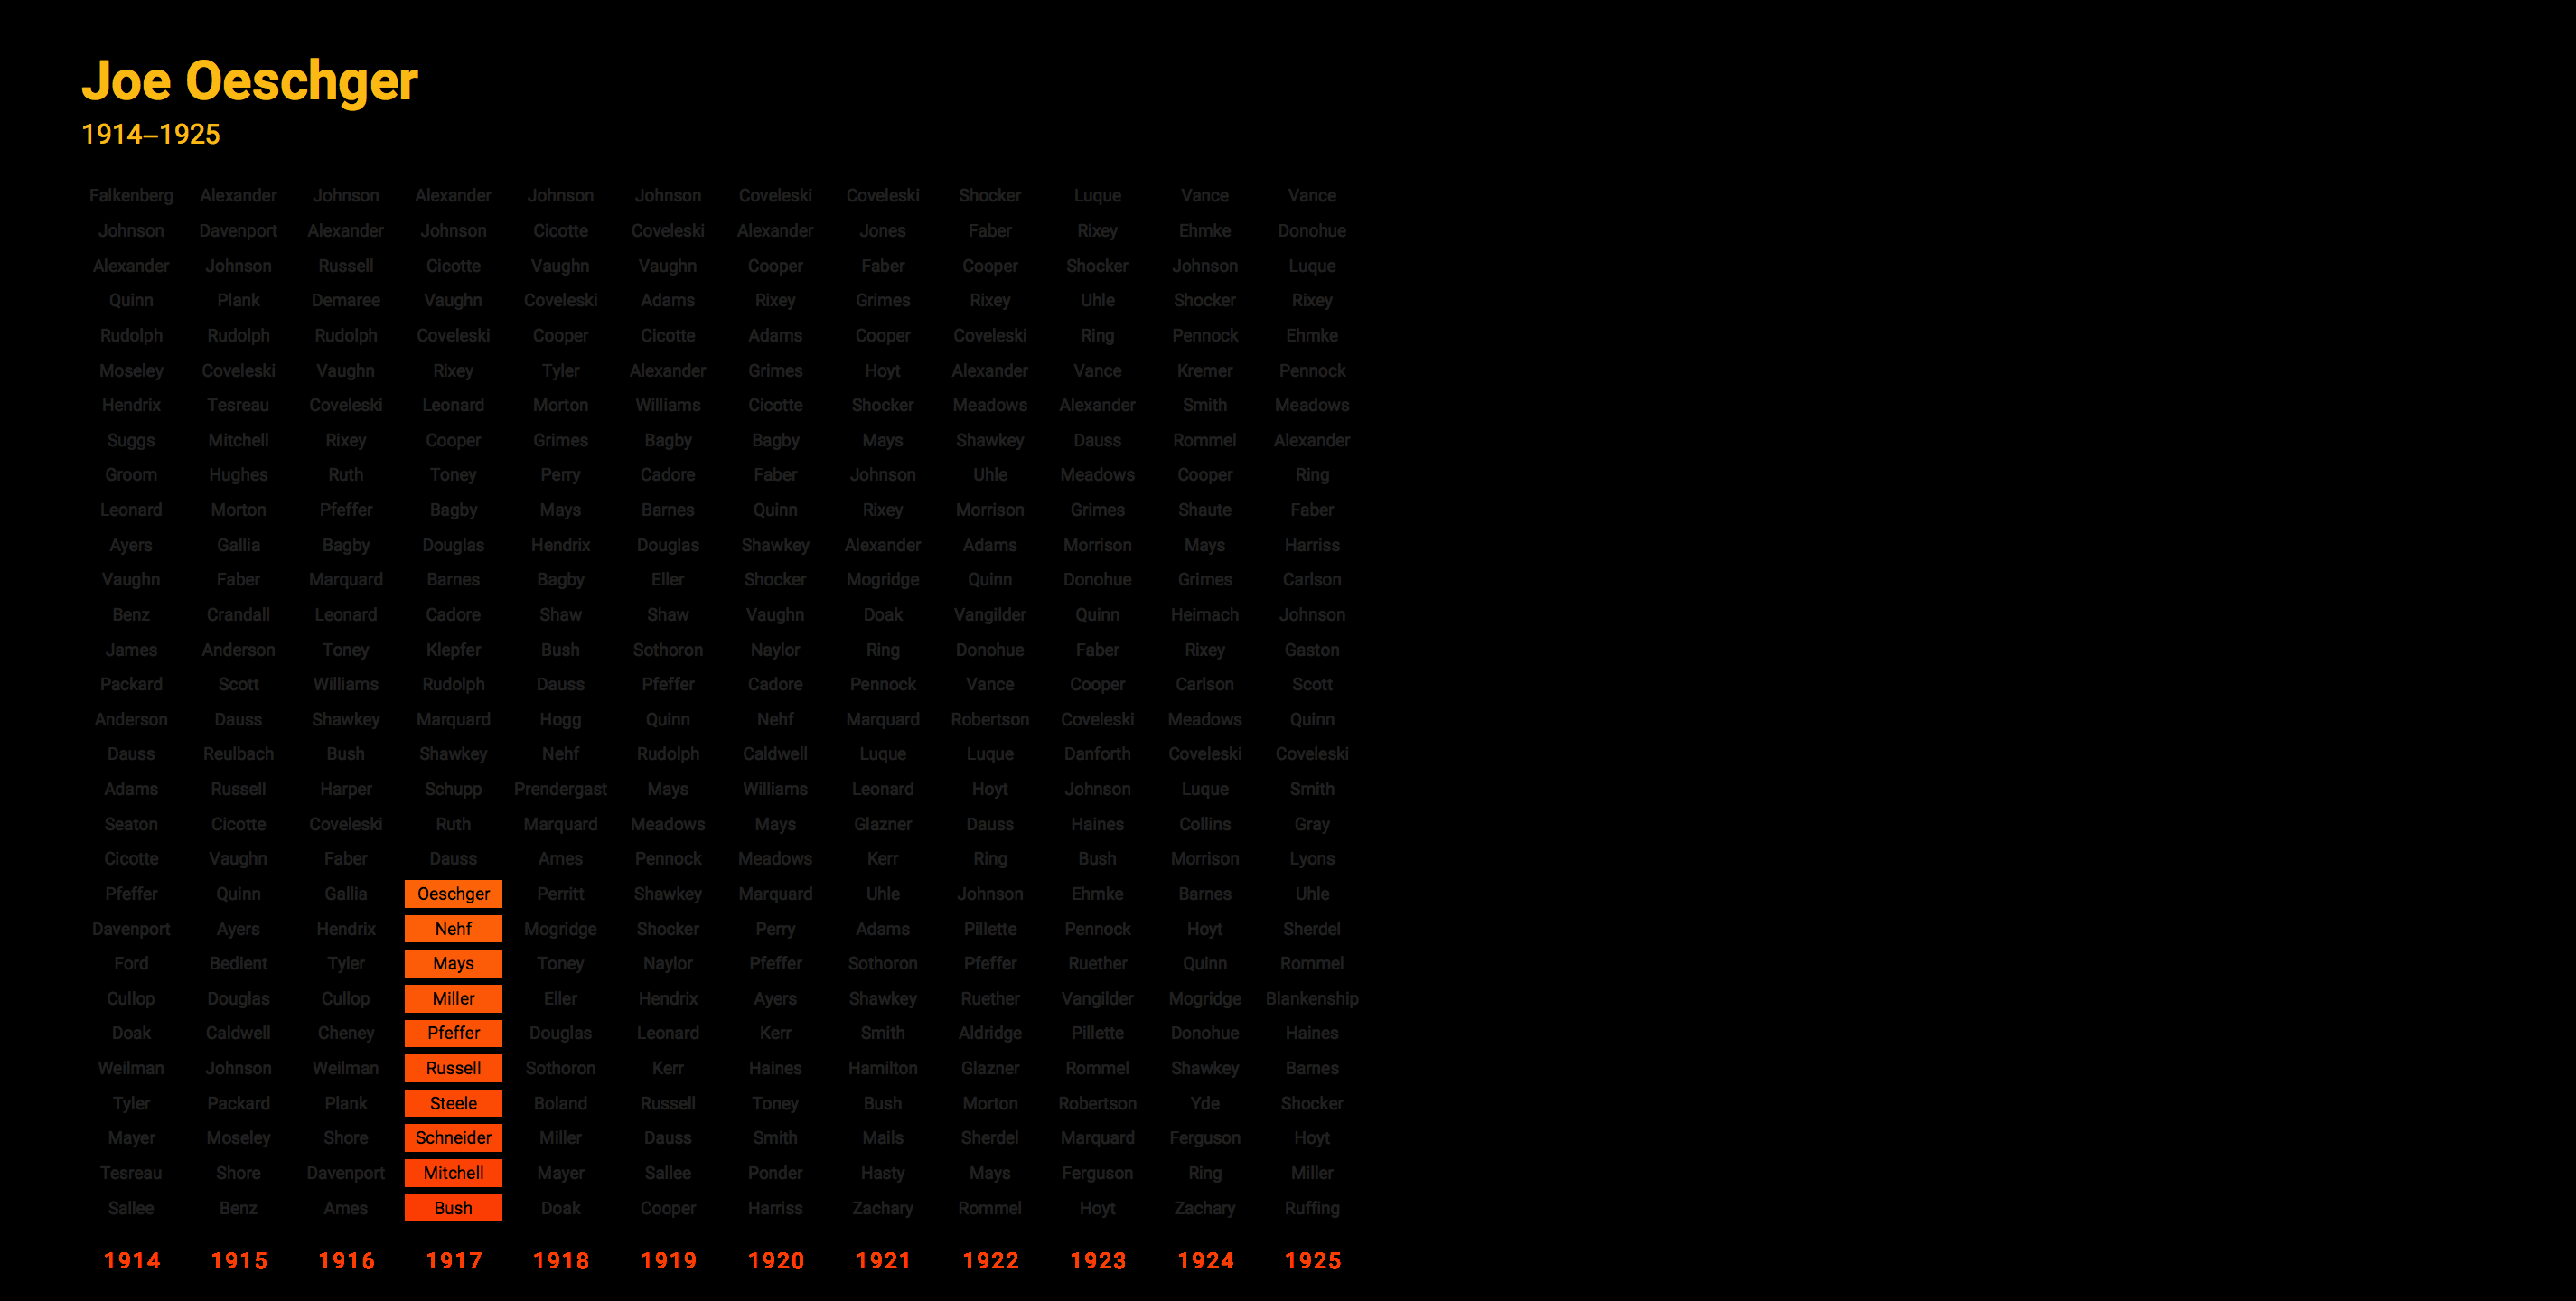 Joe Oeschger
1914–1925
Falkenberg Alexander Johnson Alexander Johnson Johnson Coveleski Coveleski Shocker Luque Vance Vance
Johnson Davenport Alexander Johnson Cicotte Coveleski Alexander Jones Faber Rixey Ehmke Donohue
Alexander Johnson Russell Cicotte Vaughn Vaughn Cooper Faber Cooper Shocker Johnson Luque
Quinn Plank Demaree Vaughn Coveleski Adams Rixey Grimes Rixey Uhle Shocker Rixey
Rudolph Rudolph Rudolph Coveleski Cooper Cicotte Adams Cooper Coveleski Ring Pennock Ehmke
Moseley Coveleski Vaughn Rixey Tyler Alexander Grimes Hoyt Alexander Vance Kremer Pennock
Hendrix Tesreau Coveleski Leonard Morton Williams Cicotte Shocker Meadows Alexander Smith Meadows
Suggs Mitchell Rixey Cooper Grimes Bagby Bagby Mays Shawkey Dauss Rommel Alexander
Groom Hughes Ruth Toney Perry Cadore Faber Johnson Uhle Meadows Cooper Ring
Leonard Morton Pfeffer Bagby Mays Barnes Quinn Rixey Morrison Grimes Shaute Faber
Ayers Gallia Bagby Douglas Hendrix Douglas Shawkey Alexander Adams Morrison Mays Harriss
Vaughn Faber Marquard Barnes Bagby Eller Shocker Mogridge Quinn Donohue Grimes Carlson
Benz Crandall Leonard Cadore Shaw Shaw Vaughn Doak Vangilder Quinn Heimach Johnson
James Anderson Toney Klepfer Bush Sothoron Naylor Ring Donohue Faber Rixey Gaston
Packard Scott Williams Rudolph Dauss Pfeffer Cadore Pennock Vance Cooper Carlson Scott
Anderson Dauss Shawkey Marquard Hogg Quinn Nehf Marquard Robertson Coveleski Meadows Quinn
Dauss Reulbach Bush Shawkey Nehf Rudolph Caldwell Luque Luque Danforth Coveleski Coveleski
Adams Russell Harper Schupp Prendergast Mays Williams Leonard Hoyt Johnson Luque Smith
Seaton Cicotte Coveleski Ruth Marquard Meadows Mays Glazner Dauss Haines Collins Gray
Cicotte Vaughn Faber Dauss Ames Pennock Meadows Kerr Ring Bush Morrison Lyons
Pfeffer Quinn Gallia Oeschger Perritt Shawkey Marquard Uhle Johnson Ehmke Barnes Uhle
Davenport Ayers Hendrix Nehf Mogridge Shocker Perry Adams Pillette Pennock Hoyt Sherdel
Ford Bedient Tyler Mays Toney Naylor Pfeffer Sothoron Pfeffer Ruether Quinn Rommel
Cullop Douglas Cullop Miller Eller Hendrix Ayers Shawkey Ruether Vangilder Mogridge Blankenship
Doak Caldwell Cheney Pfeffer Douglas Leonard Kerr Smith Aldridge Pillette Donohue Haines
Weilman Johnson Weilman Russell Sothoron Kerr Haines Hamilton Glazner Rommel Shawkey Barnes
Tyler Packard Plank Steele Boland Russell Toney Bush Morton Robertson Yde Shocker
Mayer Moseley Shore Schneider Miller Dauss Smith Mails Sherdel Marquard Ferguson Hoyt
Tesreau Shore Davenport Mitchell Mayer Sallee Ponder Hasty Mays Ferguson Ring Miller
Sallee Benz Ames Bush Doak Cooper Harriss Zachary Rommel Hoyt Zachary Ruffing
1914 1915 1916 1917 1918 1919 1920 1921 1922 1923 1924 1925